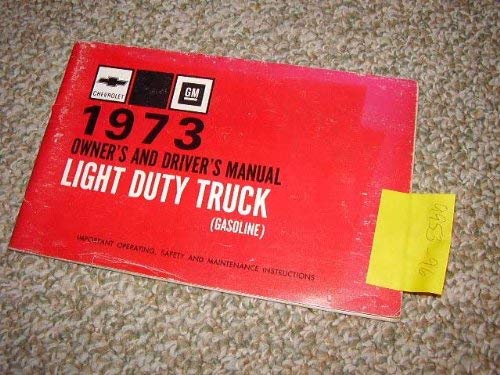 CHEVROLET
GM
1973
OWNER'S AND DRIVER'S MANUAL
LIGHT DUTY TRUCK
(GASOLINE)
IMPORTANT OPERATING, SAFETY AND MAINTENANCE INSTRUCTIONS